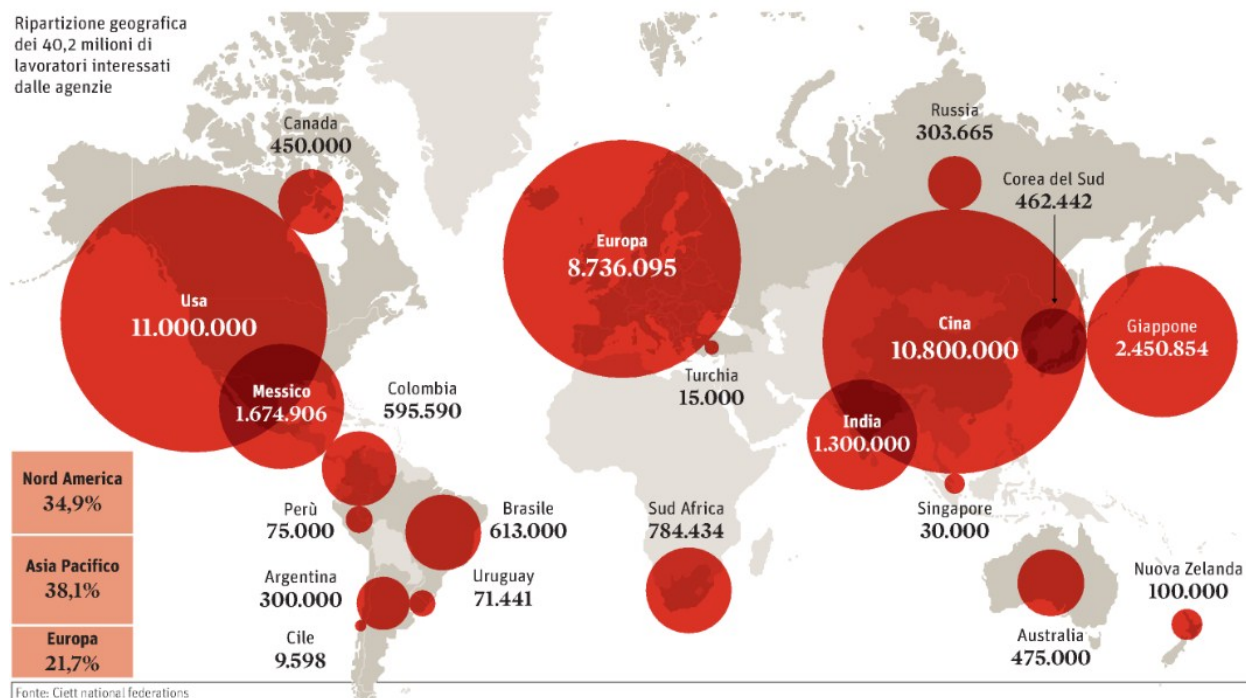 Ripartizione geografica
dei 40,2 milioni di
lavoratori interessati
dalle agenzie
Canada
450.000
Russia
303.665
Corea del Sud
462.442
Europa
8.736.095
Usa
11.000.000
Cina
10.800.000
Giappone
2.450.854
Messico
1.674.906
Colombia
595.590
Turchia
15.000
India
1.300.000
Nord America
34,9%
Asia Pacifico
38,1%
Europa
21,7%
Perù
75.000
Brasile
613.000
Sud Africa
784.434
Singapore
30.000
Argentina
300.000
Uruguay
71.441
Nuova Zelanda
100.000
Cile
9.598
Australia
475.000
Fonte: Ciett national federations